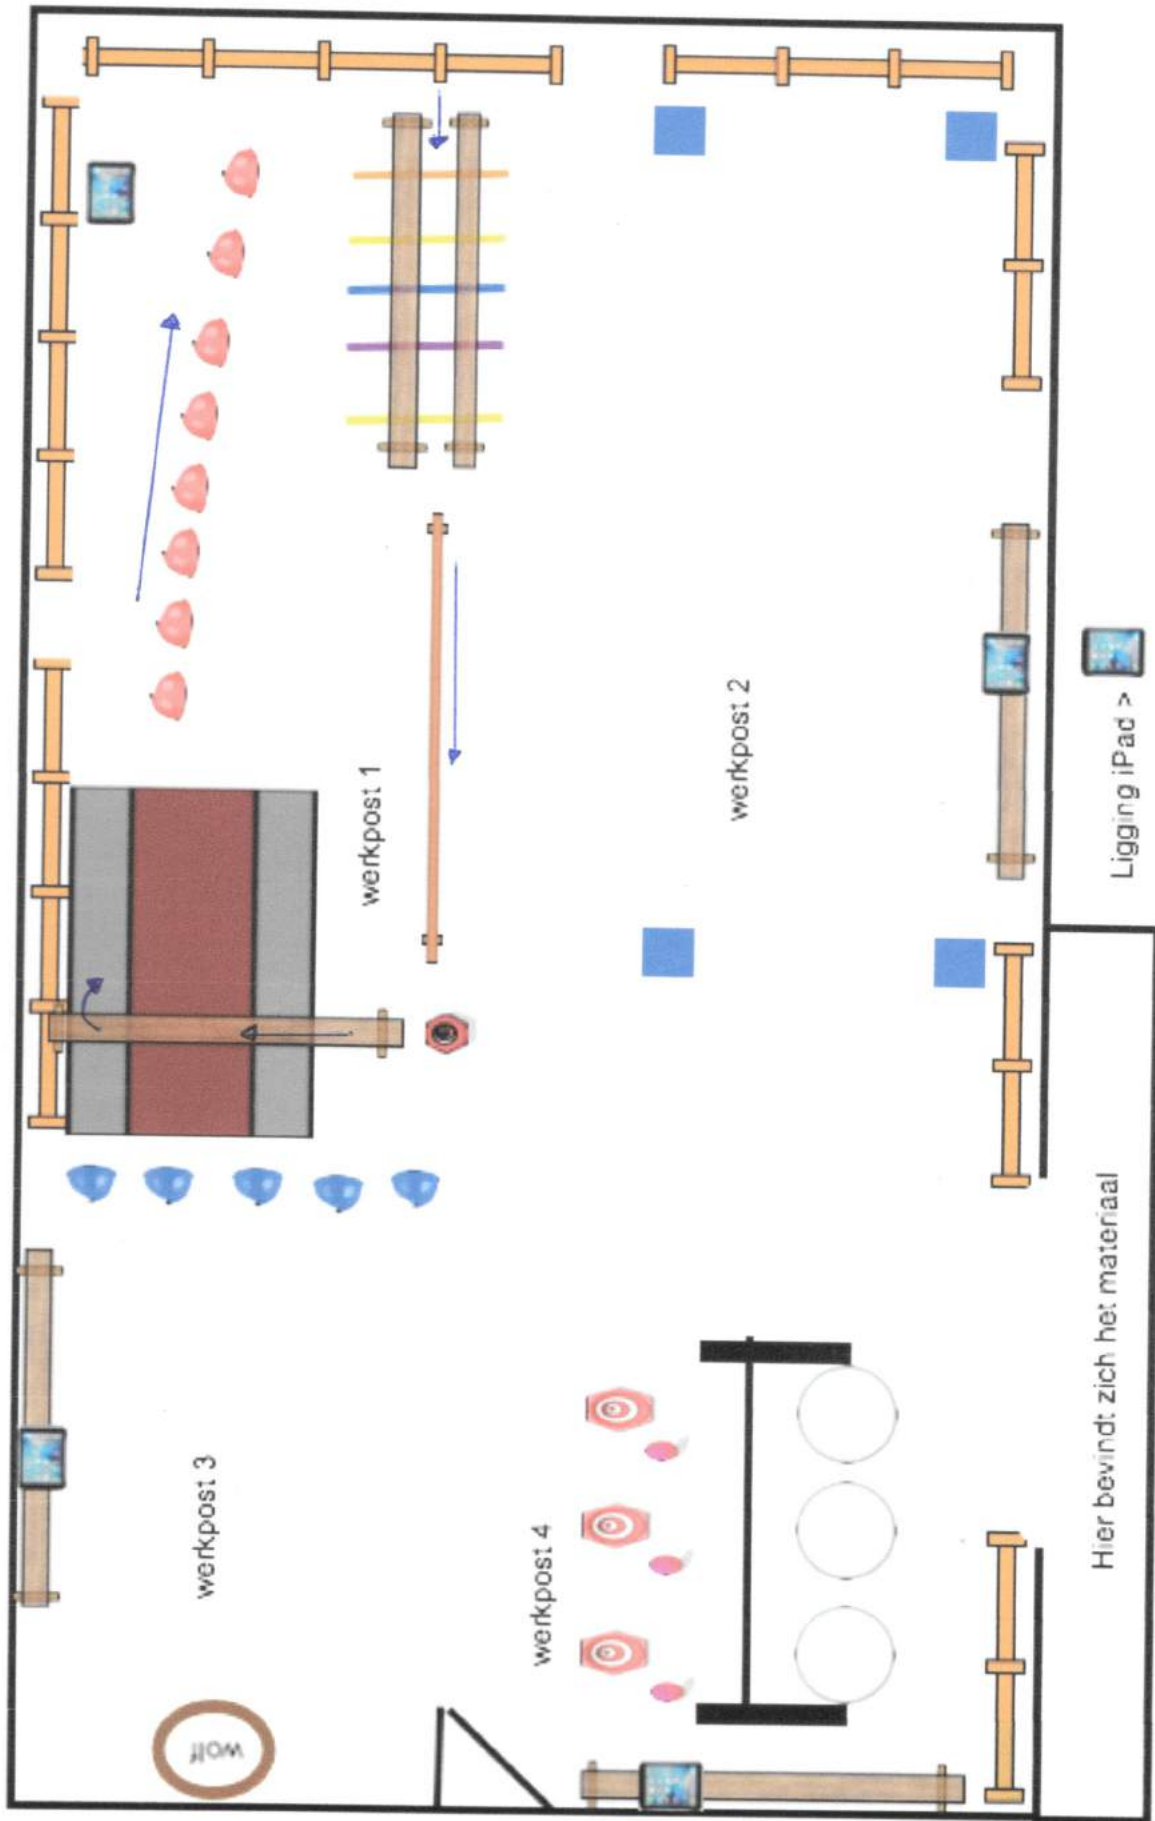 werkpost 1
werkpost 2
werkpost 3
werkpost 4
wolf
Ligging iPad >
Hier bevindt zich het materiaal